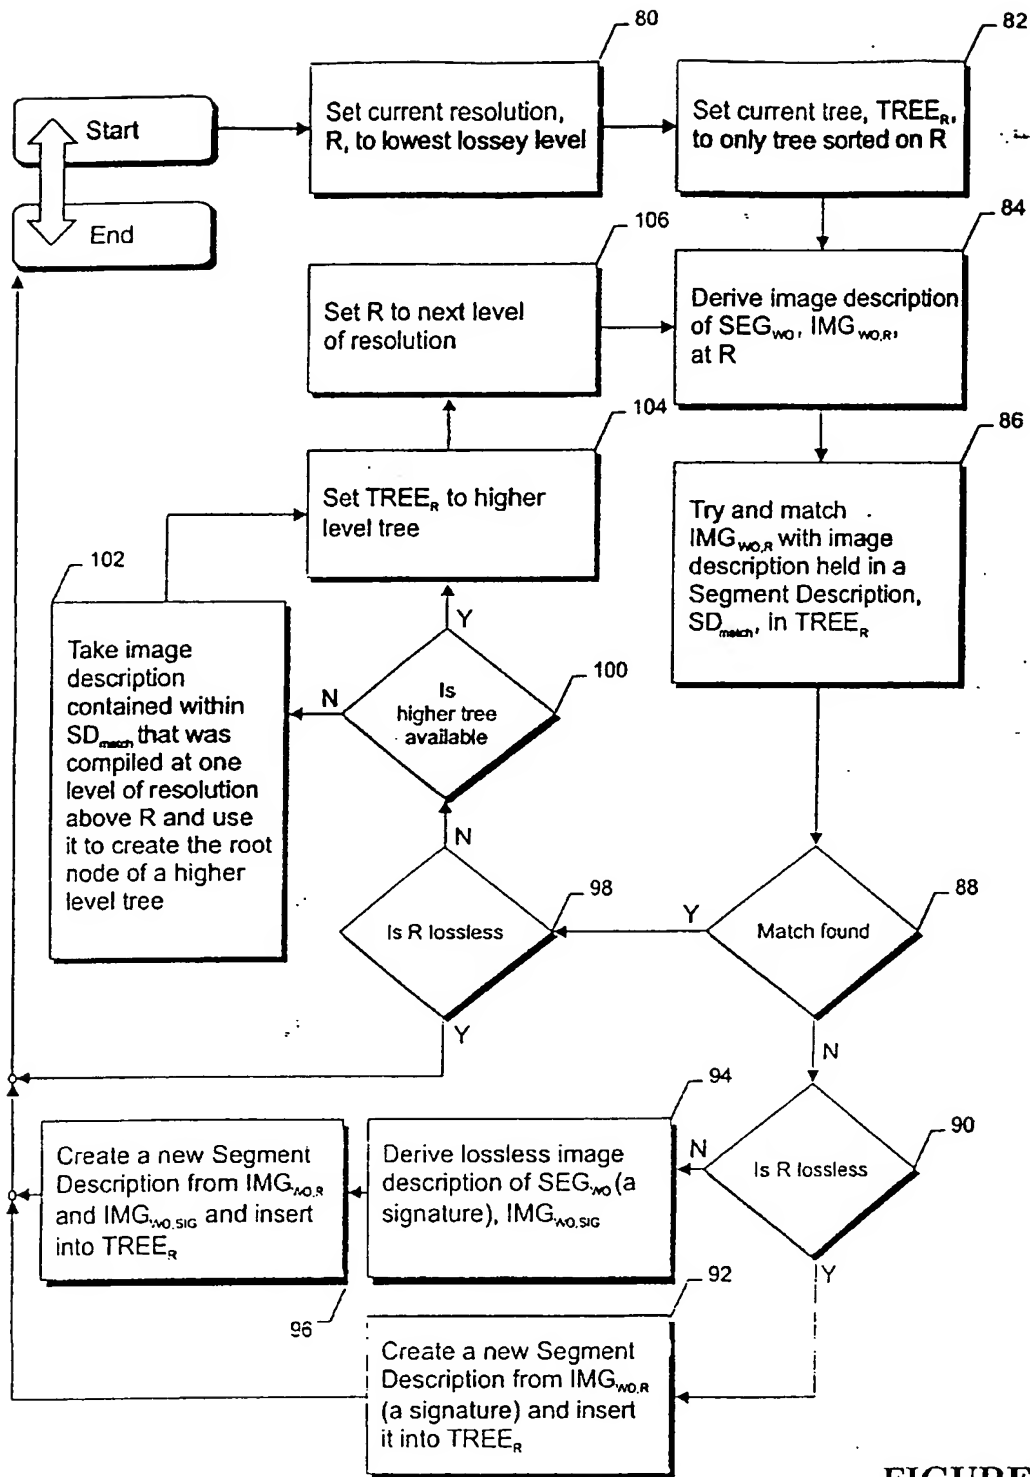 80
82
Start
Set current resolution,
R, to lowest lossey level
Set current tree, TREE_R,
to only tree sorted on R
End
106
84
Set R to next level
of resolution
Derive image description
of SEG_WO, IMG_WO,R,
at R
104
86
Set TREE_R to higher
level tree
Try and match
IMG_WO,R with image
description held in a
Segment Description,
SD_match, in TREE_R
102
Y
Take image
description
contained within
SD_match that was
compiled at one
level of resolution
above R and use
it to create the root
node of a higher
level tree
N
Is
higher tree
available
100
N
98
88
Is R lossless
Y
Match found
Y
N
94
90
Create a new Segment
Description from IMG_WO,R
and IMG_WO,SIG and insert
into TREE_R
Derive lossless image
description of SEG_WO (a
signature), IMG_WO,SIG
N
Is R lossless
Y
96
92
Create a new Segment
Description from IMG_WO,R
(a signature) and insert
it into TREE_R
FIGURE